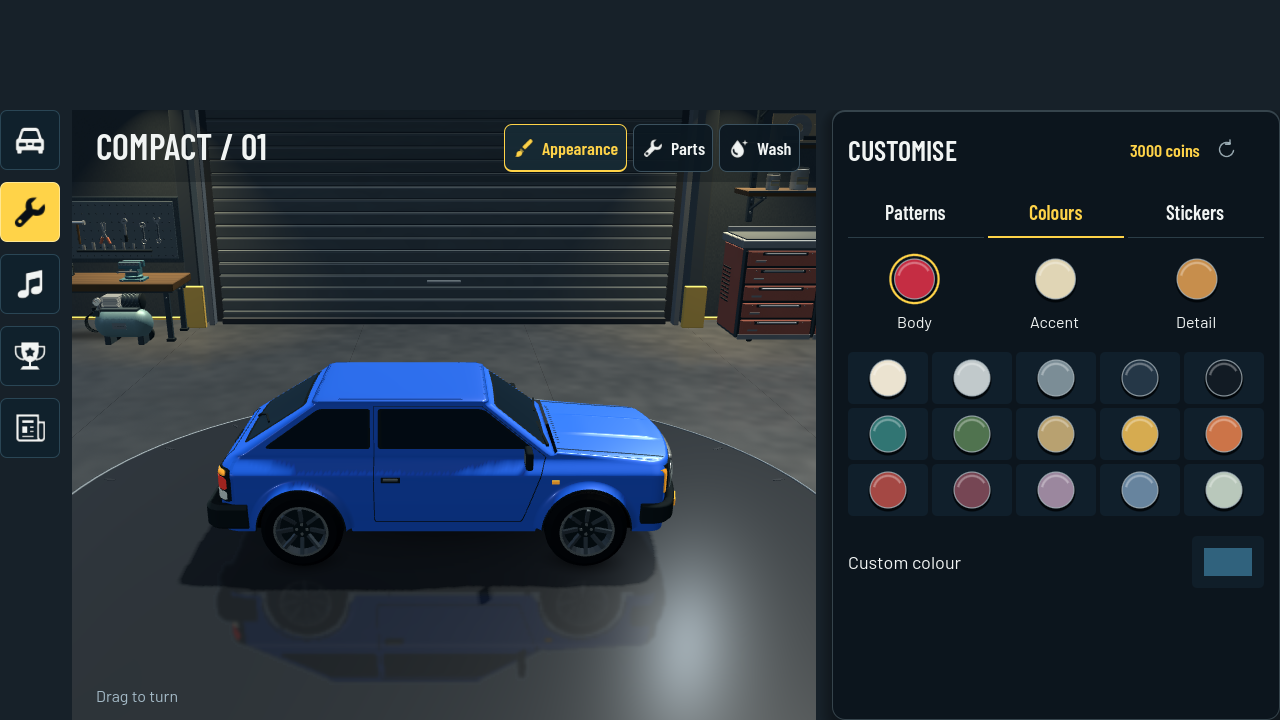 COMPACT / 01
Appearance
Parts
Wash
CUSTOMISE
3000 coins
Patterns
Colours
Stickers
Body
Accent
Detail
Custom colour
Drag to turn